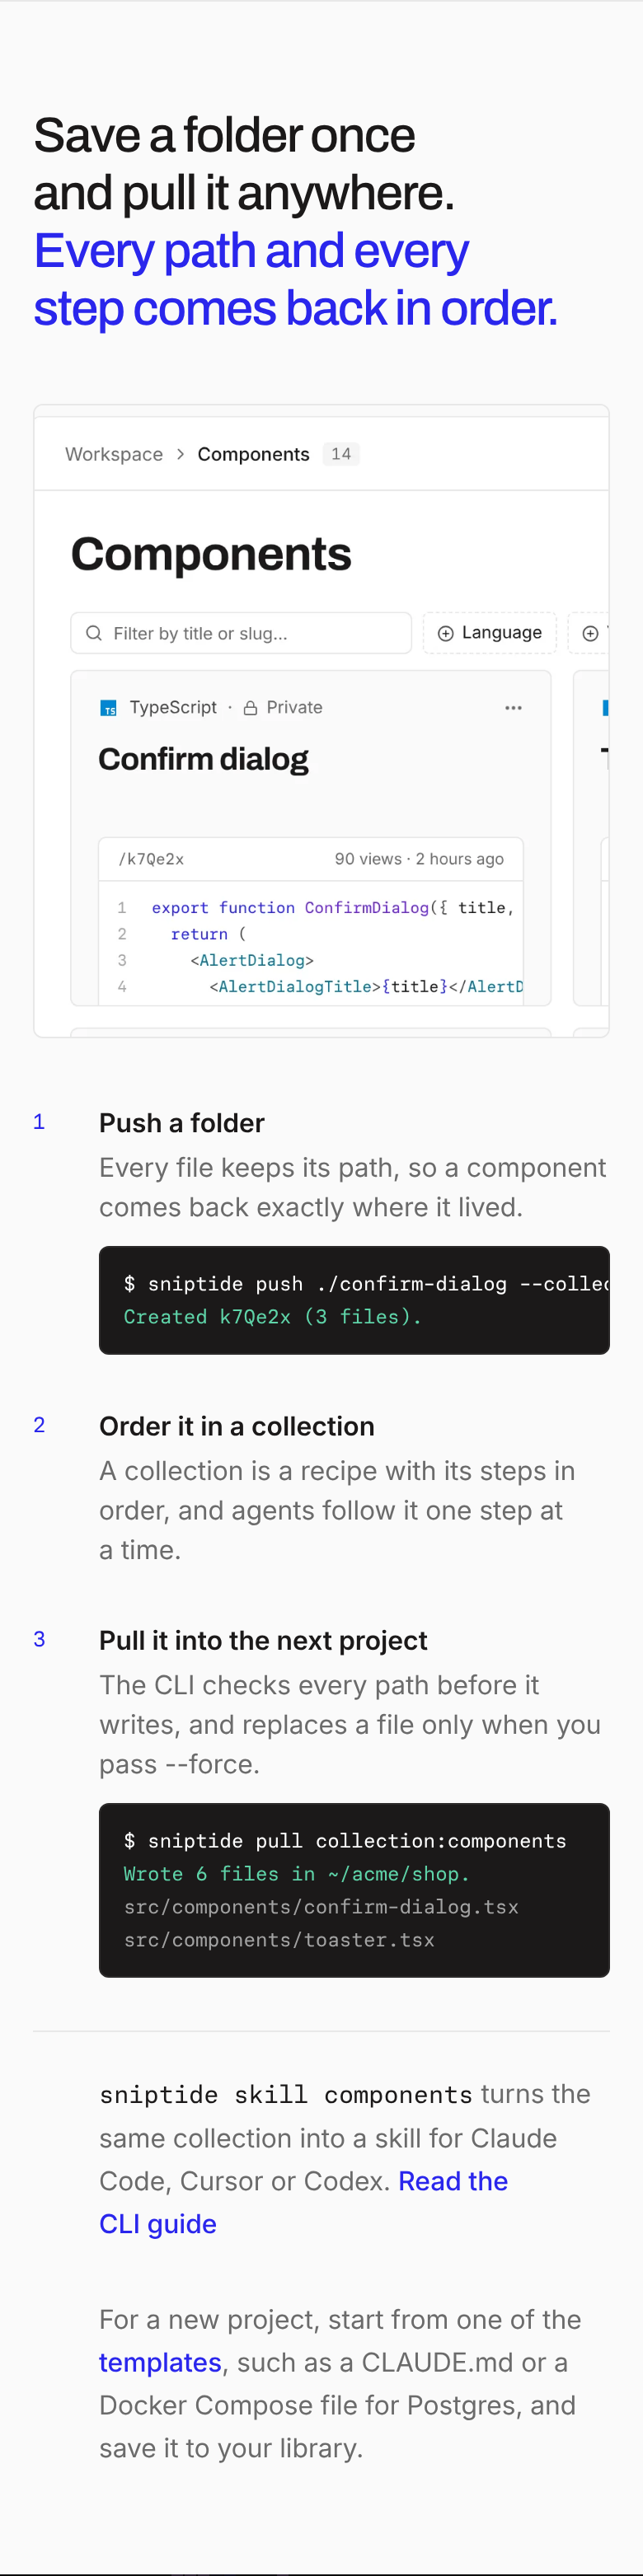 Save a folder once
and pull it anywhere.
Every path and every
step comes back in order.
Workspace > Components 14
Components
Filter by title or slug...
Language
TypeScript · Private
Confirm dialog
/k7Qe2x 90 views · 2 hours ago
1 export function ConfirmDialog({ title,
2 return (
3 <AlertDialog>
4 <AlertDialogTitle>{title}</AlertD
1 Push a folder
Every file keeps its path, so a component
comes back exactly where it lived.
$ sniptide push ./confirm-dialog --collec
Created k7Qe2x (3 files).
2 Order it in a collection
A collection is a recipe with its steps in
order, and agents follow it one step at
a time.
3 Pull it into the next project
The CLI checks every path before it
writes, and replaces a file only when you
pass --force.
$ sniptide pull collection:components
Wrote 6 files in ~/acme/shop.
src/components/confirm-dialog.tsx
src/components/toaster.tsx
sniptide skill components turns the
same collection into a skill for Claude
Code, Cursor or Codex. Read the
CLI guide
For a new project, start from one of the
templates, such as a CLAUDE.md or a
Docker Compose file for Postgres, and
save it to your library.